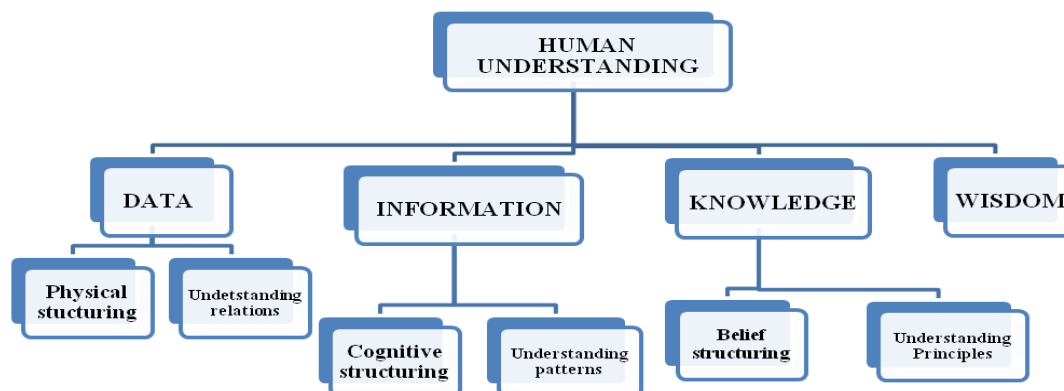 HUMAN
UNDERSTANDING
DATA
INFORMATION
KNOWLEDGE
WISDOM
Physical
stucturing
Undetstanding
relations
Cognitive
structuring
Understanding
patterns
Belief
structuring
Understanding
Principles